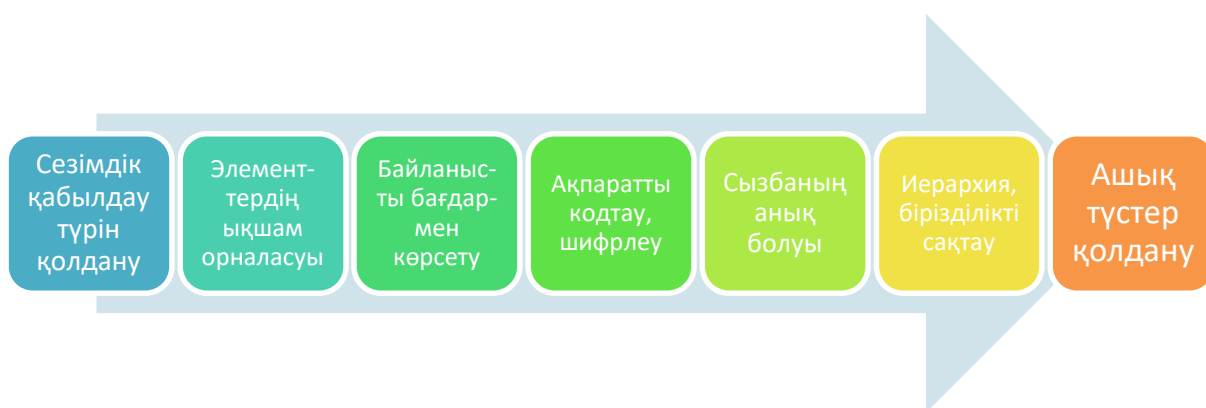 Сезімдік
қабылдау
түрін
қолдану
Элемент-
тердің
ықшам
орналасуы
Байланыс-
ты бағдар-
мен
көрсету
Ақпаратты
кодтау,
шифрлеу
Сызбаның
анық
болуы
Иерархия,
бірізділікті
сақтау
Ашық
түстер
қолдану